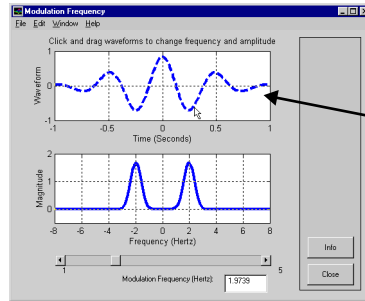 Modulation Frequency
File Edit Window Help
Click and drag waveforms to change frequency and amplitude
Waveform
1
0
-1
-1 -0.5 0 0.5 1
Time (Seconds)
Magnitude
2
1
0
-8 -6 -4 -2 0 2 4 6 8
Frequency (Hertz)
1 5
Modulation Frequency (Hertz): 1.9739
Info
Close